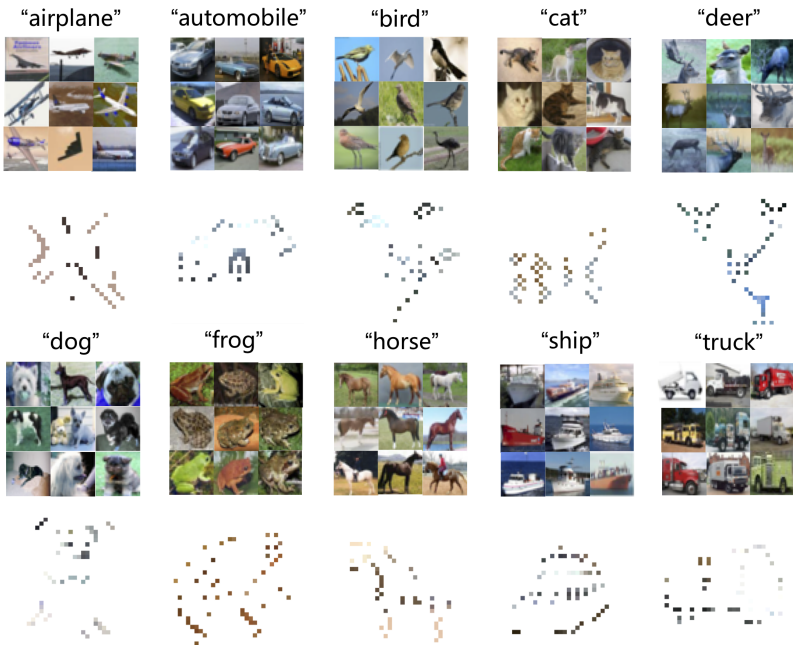 “airplane”
“automobile”
“bird”
“cat”
“deer”
“dog”
“frog”
“horse”
“ship”
“truck”